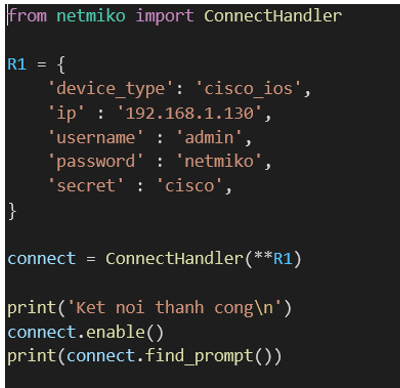 from netmiko import ConnectHandler
R1 = {
    'device_type': 'cisco_ios',
    'ip' : '192.168.1.130',
    'username' : 'admin',
    'password' : 'netmiko',
    'secret' : 'cisco',
}
connect = ConnectHandler(**R1)
print('Ket noi thanh cong\n')
connect.enable()
print(connect.find_prompt())